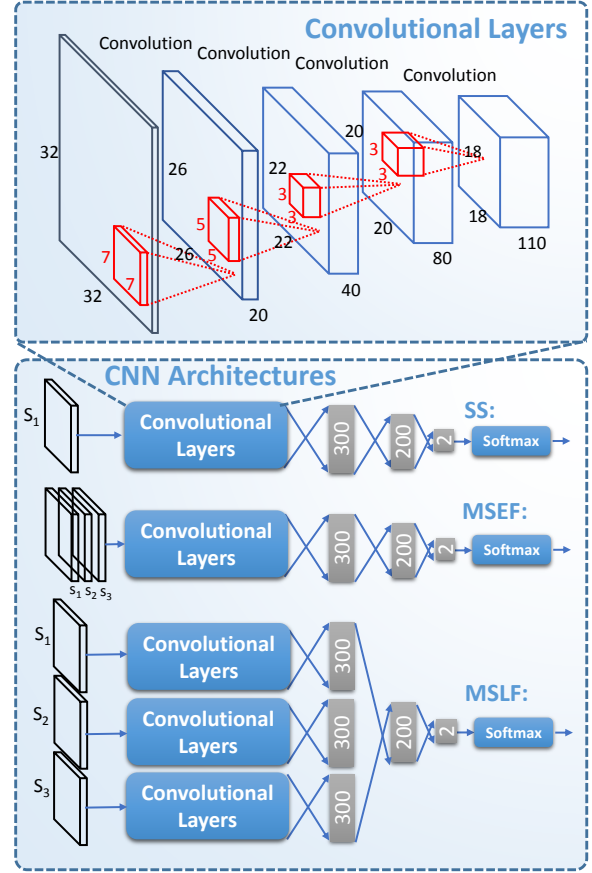 Convolutional Layers
Convolution
Convolution
Convolution
Convolution
32
32
7
7
26
26
20
5
5
22
22
40
3
3
20
20
80
3
3
18
18
110
CNN Architectures
S1
Convolutional
Layers
300
200
2
SS:
Softmax
S1 S2 S3
Convolutional
Layers
300
200
2
MSEF:
Softmax
S1
Convolutional
Layers
300
S2
Convolutional
Layers
300
S3
Convolutional
Layers
300
200
2
MSLF:
Softmax